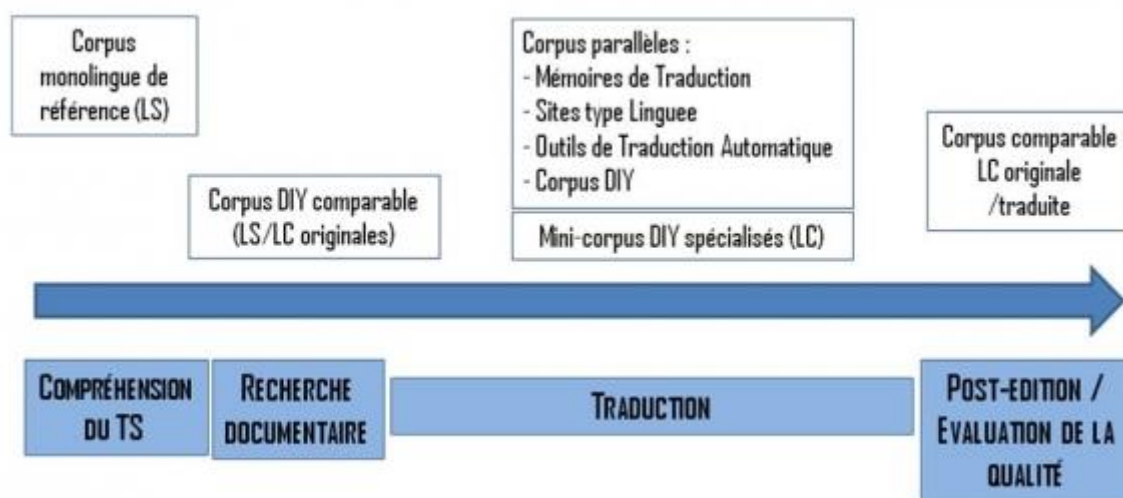 Corpus
monolingue de
référence (LS)
Corpus DIY comparable
(LS/LC originales)
Corpus parallèles :
- Mémoires de Traduction
- Sites type Linguee
- Outils de Traduction Automatique
- Corpus DIY
Mini-corpus DIY spécialisés (LC)
Corpus comparable
LC originale
/traduite
COMPRÉHENSION
DU TS
RECHERCHE
DOCUMENTAIRE
TRADUCTION
POST-EDITION /
EVALUATION DE LA
QUALITÉ